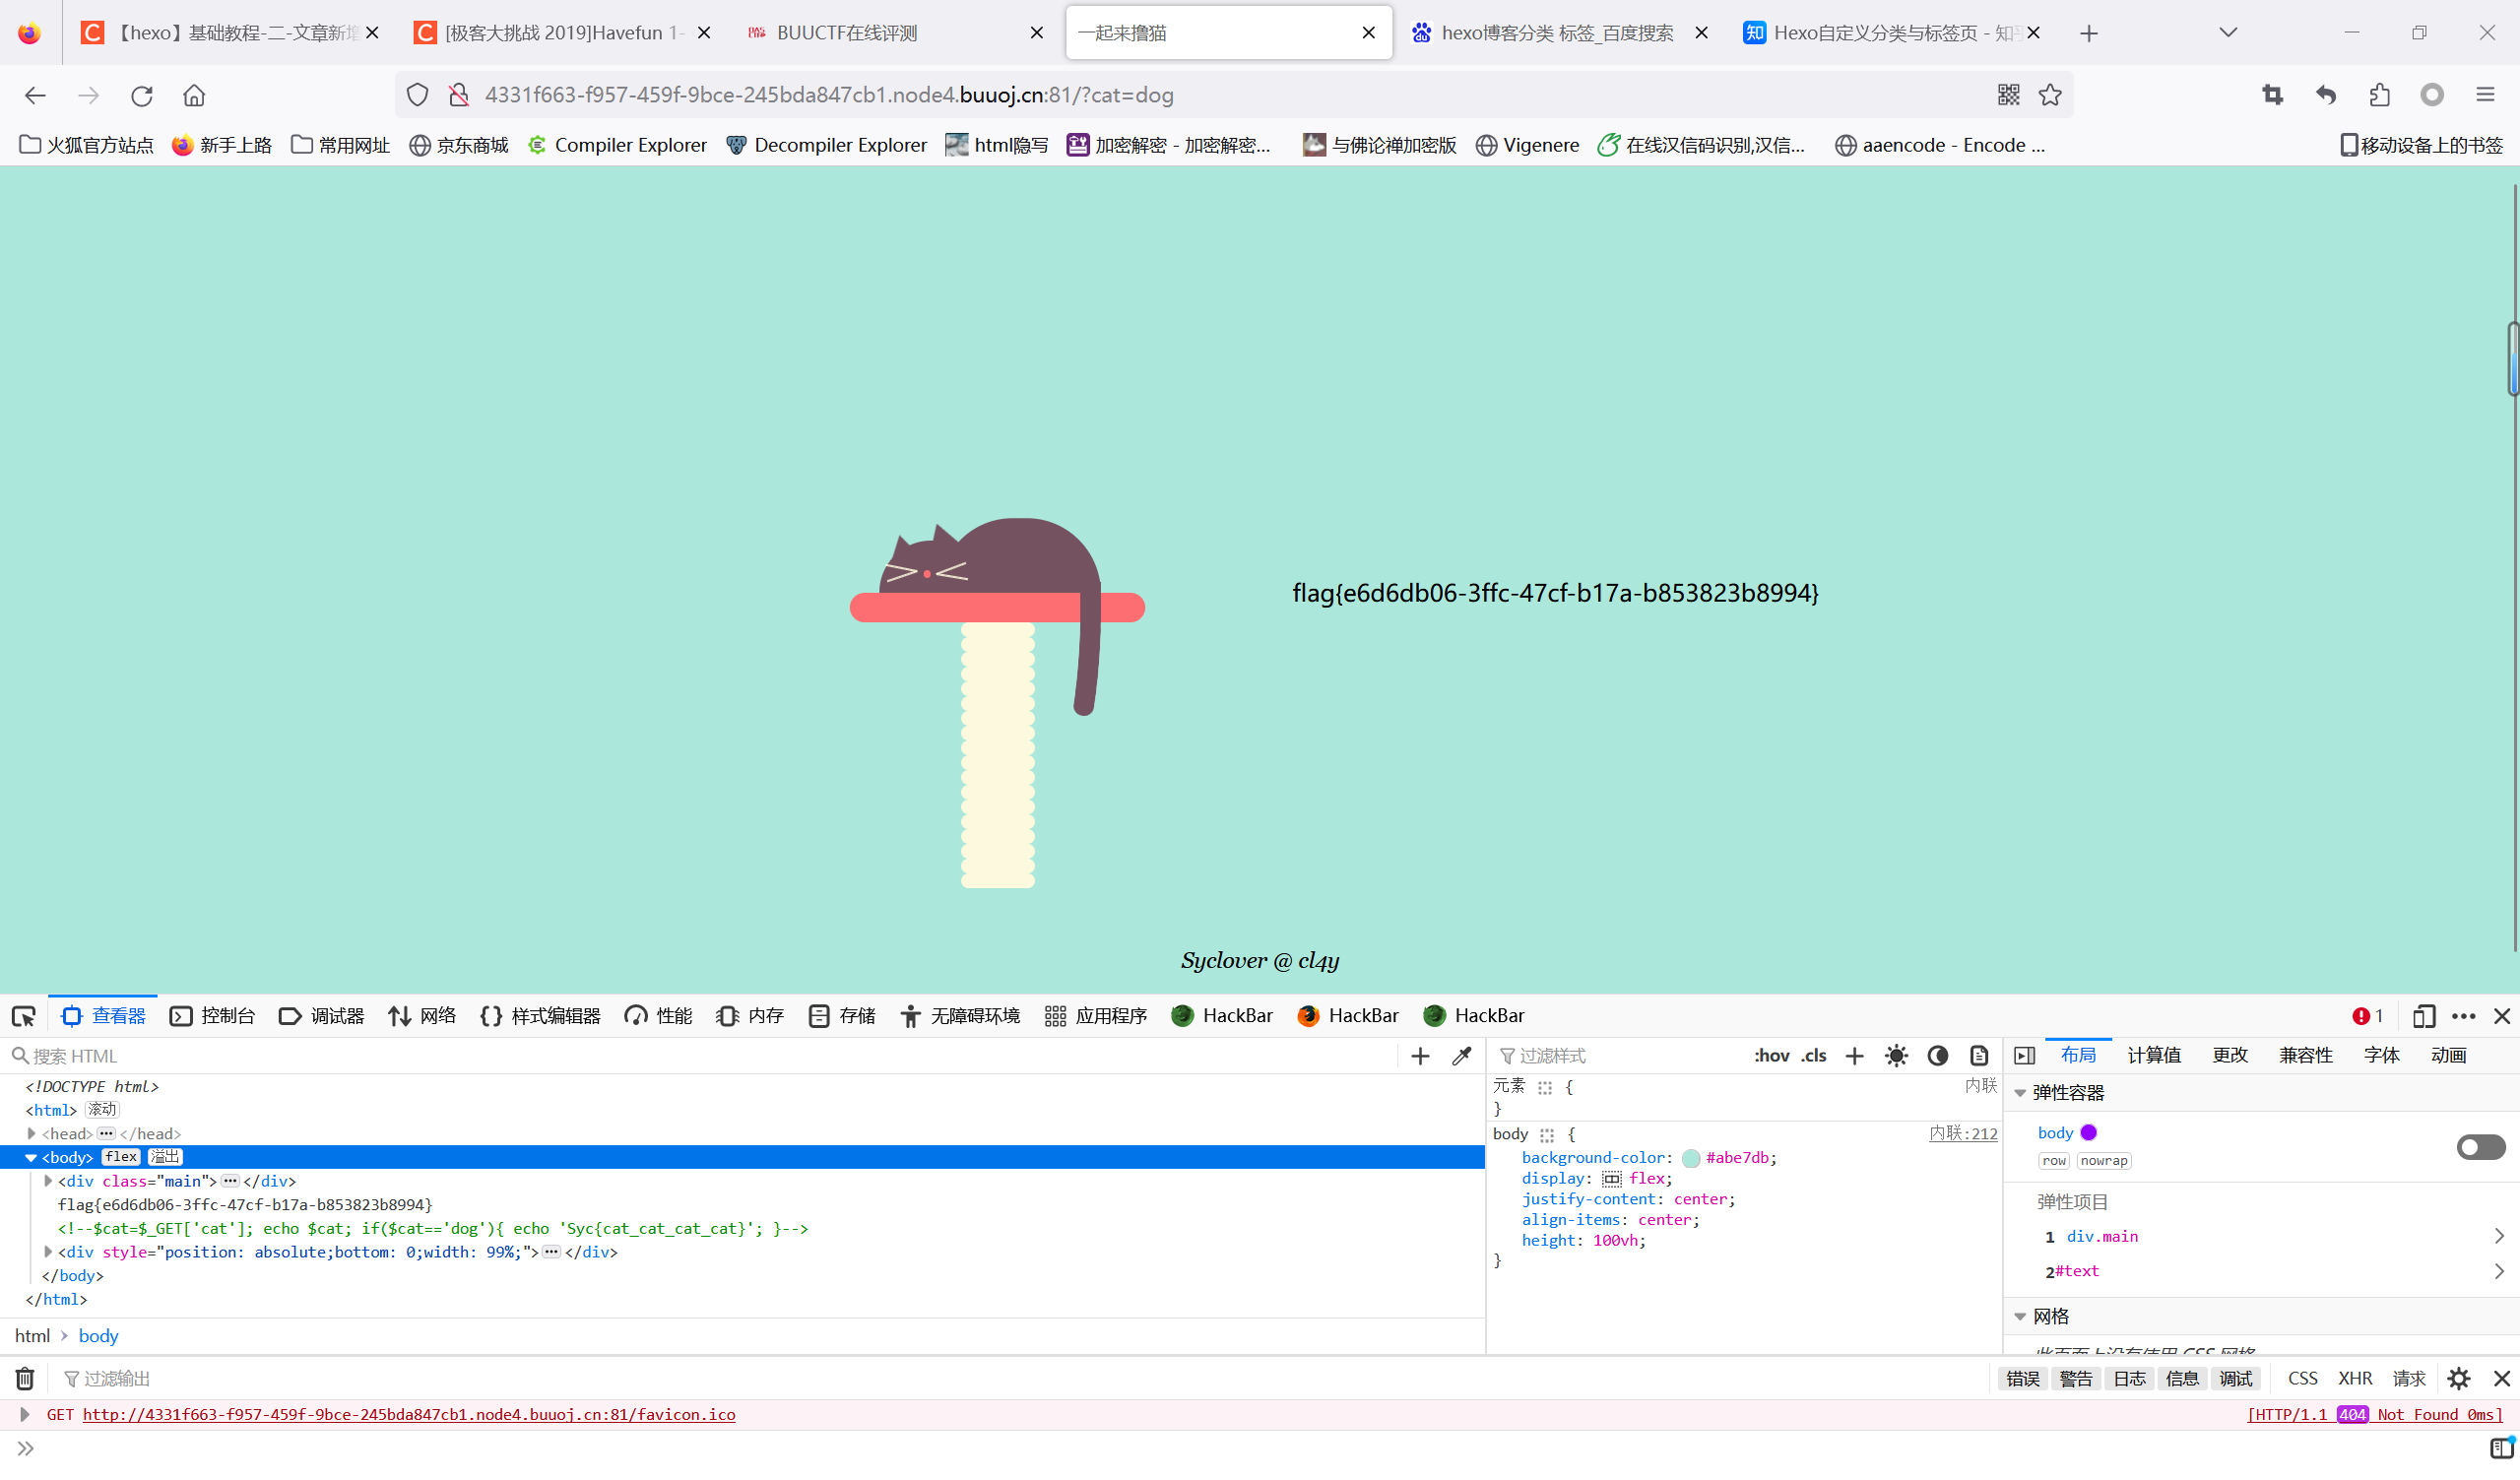 【hexo】基础教程-二-文章新增
[极客大挑战 2019]Havefun 1-
BUUCTF在线评测
一起来撸猫
hexo博客分类 标签_百度搜索
Hexo自定义分类与标签页 - 知乎
4331f663-f957-459f-9bce-245bda847cb1.node4.buuoj.cn:81/?cat=dog
火狐官方站点 新手上路 常用网址 京东商城 Compiler Explorer Decompiler Explorer html隐写 加密解密 - 加密解密... 与佛论禅加密版 Vigenere 在线汉信码识别,汉信... aaencode - Encode ... 移动设备上的书签
flag{e6d6db06-3ffc-47cf-b17a-b853823b8994}
Syclover @ cl4y
查看器 控制台 调试器 网络 样式编辑器 性能 内存 存储 无障碍环境 应用程序 HackBar HackBar HackBar 1
搜索 HTML
<!DOCTYPE html>
<html> 滚动
<head> ••• </head>
<body> flex 溢出
<div class="main"> ••• </div>
flag{e6d6db06-3ffc-47cf-b17a-b853823b8994}
<!--$cat=$_GET['cat']; echo $cat; if($cat=='dog'){ echo 'Syc{cat_cat_cat_cat}'; }-->
<div style="position: absolute;bottom: 0;width: 99%;"> ••• </div>
</body>
</html>
html > body
过滤样式 :hov .cls
元素 { 内联
}
body { 内联:212
background-color: #abe7db;
display: flex;
justify-content: center;
align-items: center;
height: 100vh;
}
布局 计算值 更改 兼容性 字体 动画
弹性容器
body
row nowrap
弹性项目
1 div.main
2 #text
网格
此页面上没有使用 CSS 网格
过滤输出 错误 警告 日志 信息 调试 CSS XHR 请求
GET http://4331f663-f957-459f-9bce-245bda847cb1.node4.buuoj.cn:81/favicon.ico [HTTP/1.1 404 Not Found 0ms]